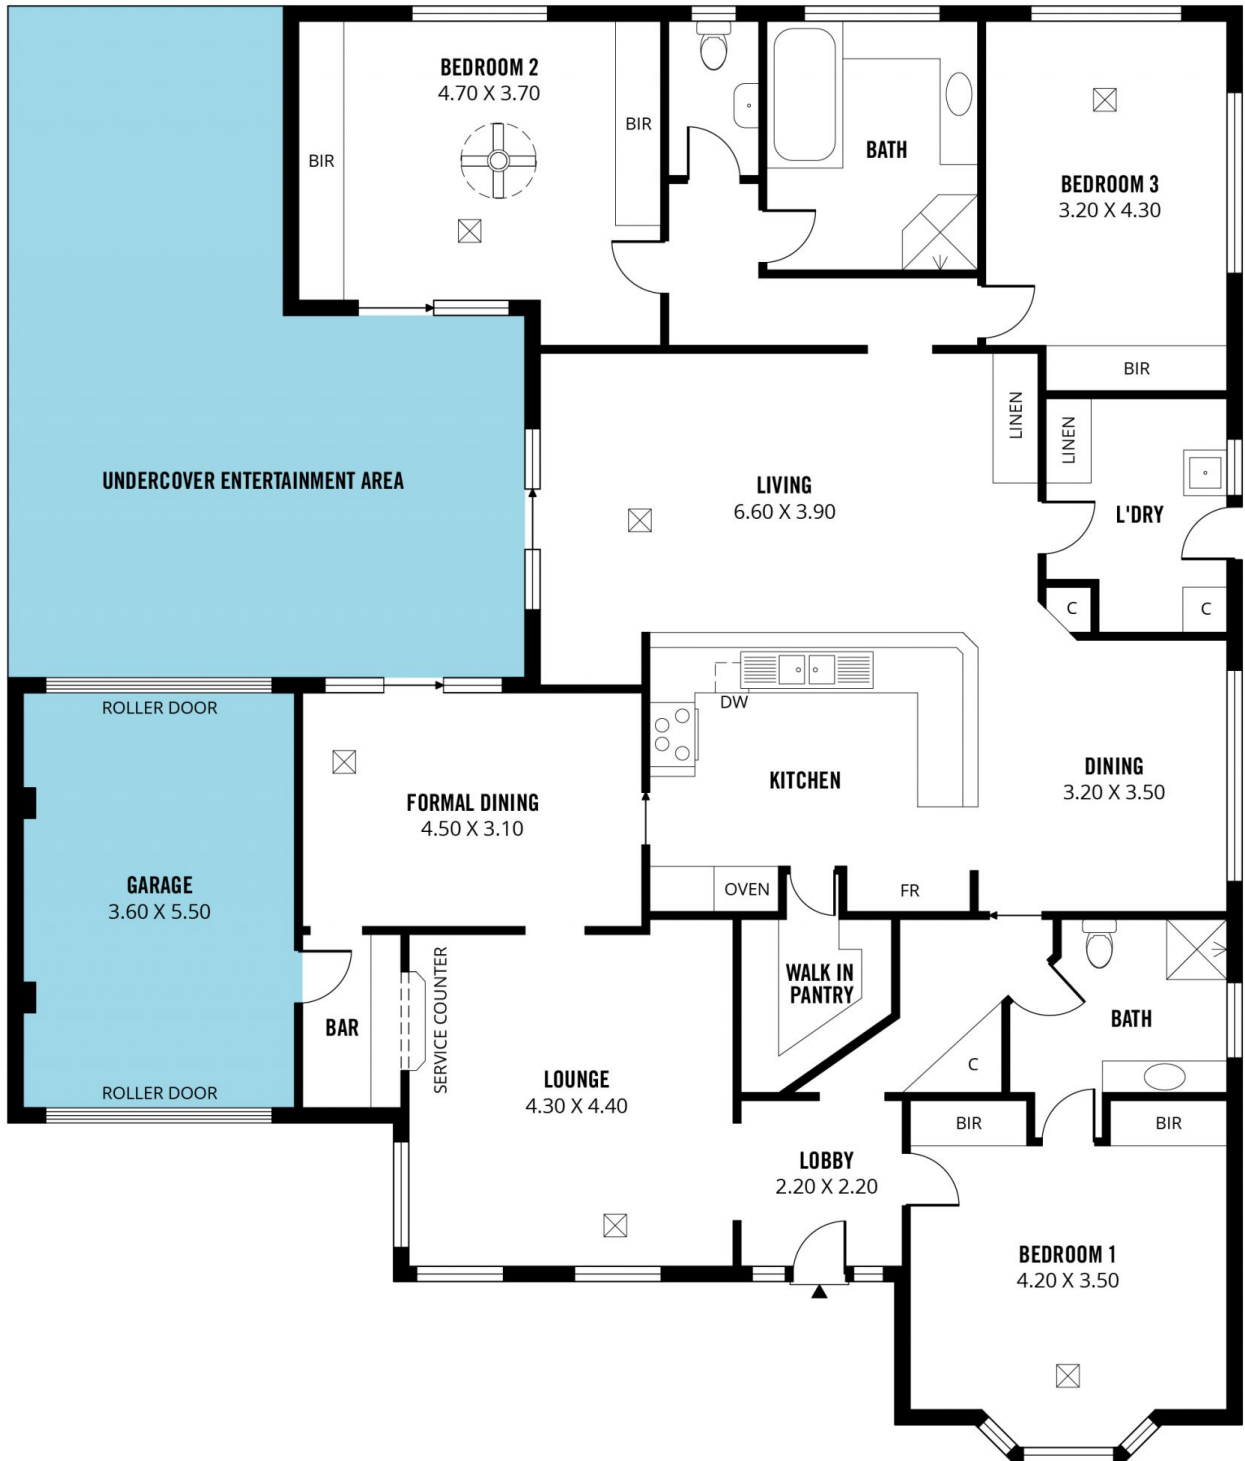 BEDROOM 2
4.70 X 3.70
BIR
BIR
BATH
BEDROOM 3
3.20 X 4.30
BIR
UNDERCOVER ENTERTAINMENT AREA
LIVING
6.60 X 3.90
LINEN
LINEN
L'DRY
C
C
ROLLER DOOR
GARAGE
3.60 X 5.50
ROLLER DOOR
FORMAL DINING
4.50 X 3.10
DW
KITCHEN
OVEN
FR
DINING
3.20 X 3.50
WALK IN
PANTRY
BAR
SERVICE COUNTER
LOUNGE
4.30 X 4.40
C
BATH
LOBBY
2.20 X 2.20
BIR
BIR
BEDROOM 1
4.20 X 3.50